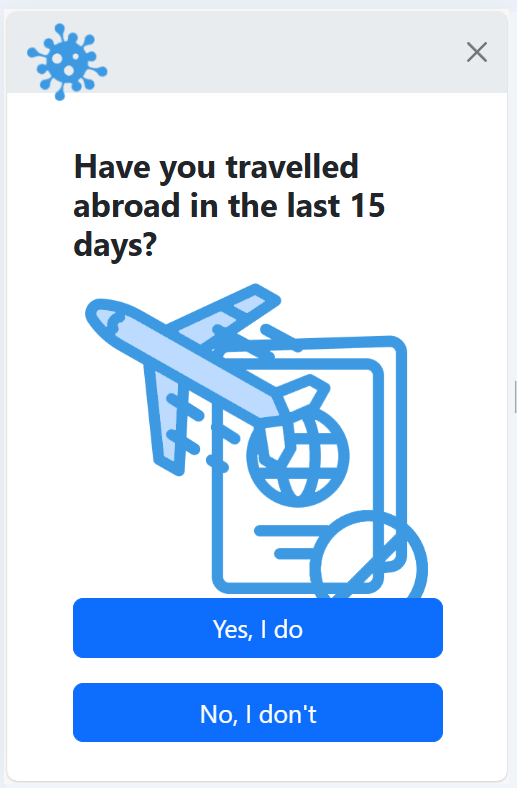 Have you travelled
abroad in the last 15
days?
Yes, I do
No, I don't